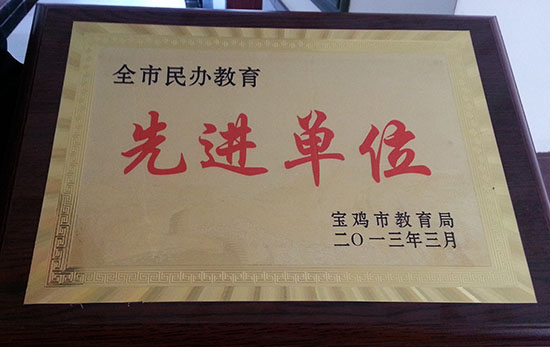 全市民办教育
先进单位
宝鸡市教育局
二〇一三年三月